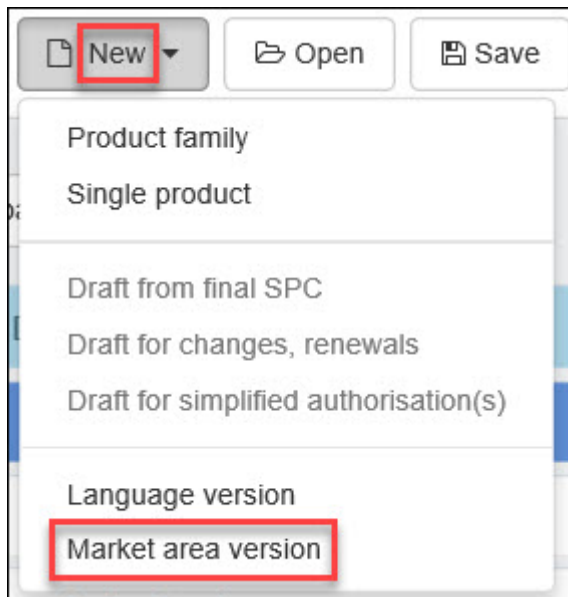 New Open Save
Product family
Single product
Draft from final SPC
Draft for changes, renewals
Draft for simplified authorisation(s)
Language version
Market area version